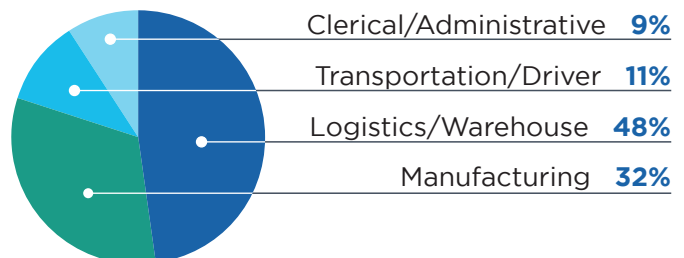 Clerical/Administrative 9%
Transportation/Driver 11%
Logistics/Warehouse 48%
Manufacturing 32%